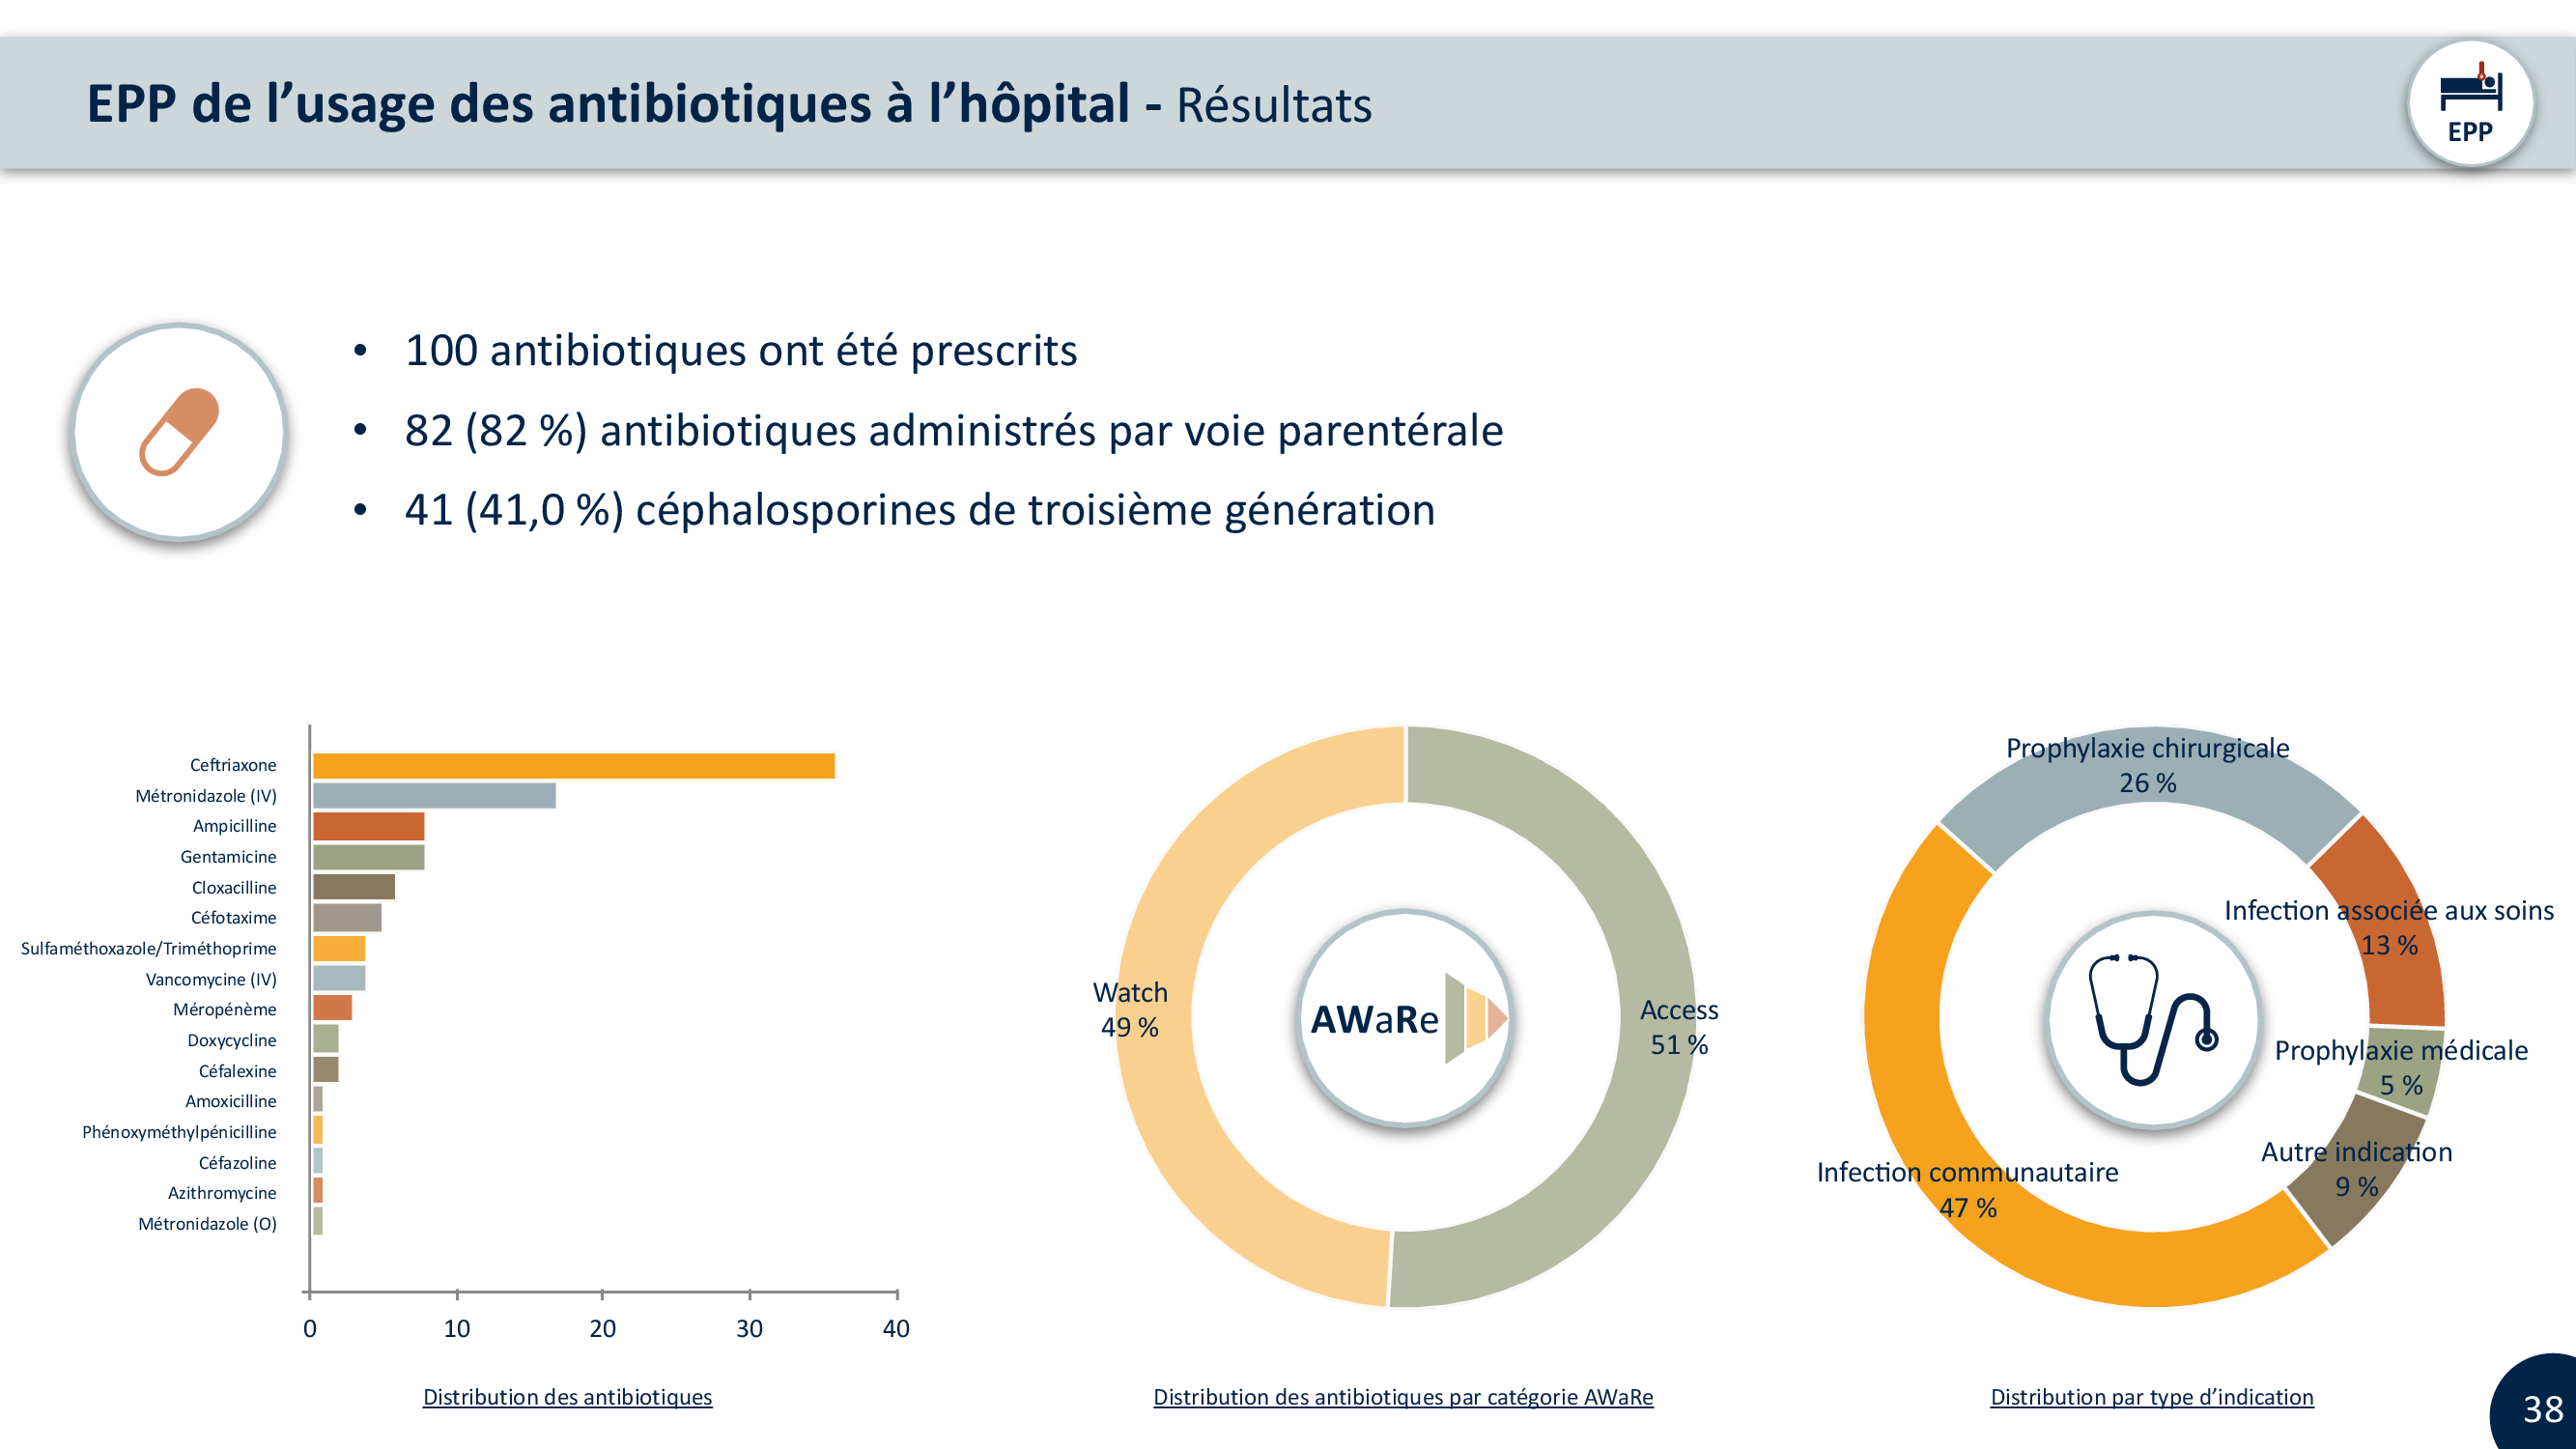 EPP de l’usage des antibiotiques à l’hôpital - Résultats
EPP
• 100 antibiotiques ont été prescrits
• 82 (82 %) antibiotiques administrés par voie parentérale
• 41 (41,0 %) céphalosporines de troisième génération
Ceftriaxone
Métronidazole (IV)
Ampicilline
Gentamicine
Cloxacilline
Céfotaxime
Sulfaméthoxazole/Triméthoprime
Vancomycine (IV)
Méropénème
Doxycycline
Céfalexine
Amoxicilline
Phénoxyméthylpénicilline
Céfazoline
Azithromycine
Métronidazole (O)
0 10 20 30 40
Distribution des antibiotiques
Watch
49 %
AWaRe
Access
51 %
Distribution des antibiotiques par catégorie AWaRe
Prophylaxie chirurgicale
26 %
Infection associée aux soins
13 %
Prophylaxie médicale
5 %
Autre indication
9 %
Infection communautaire
47 %
Distribution par type d’indication
38